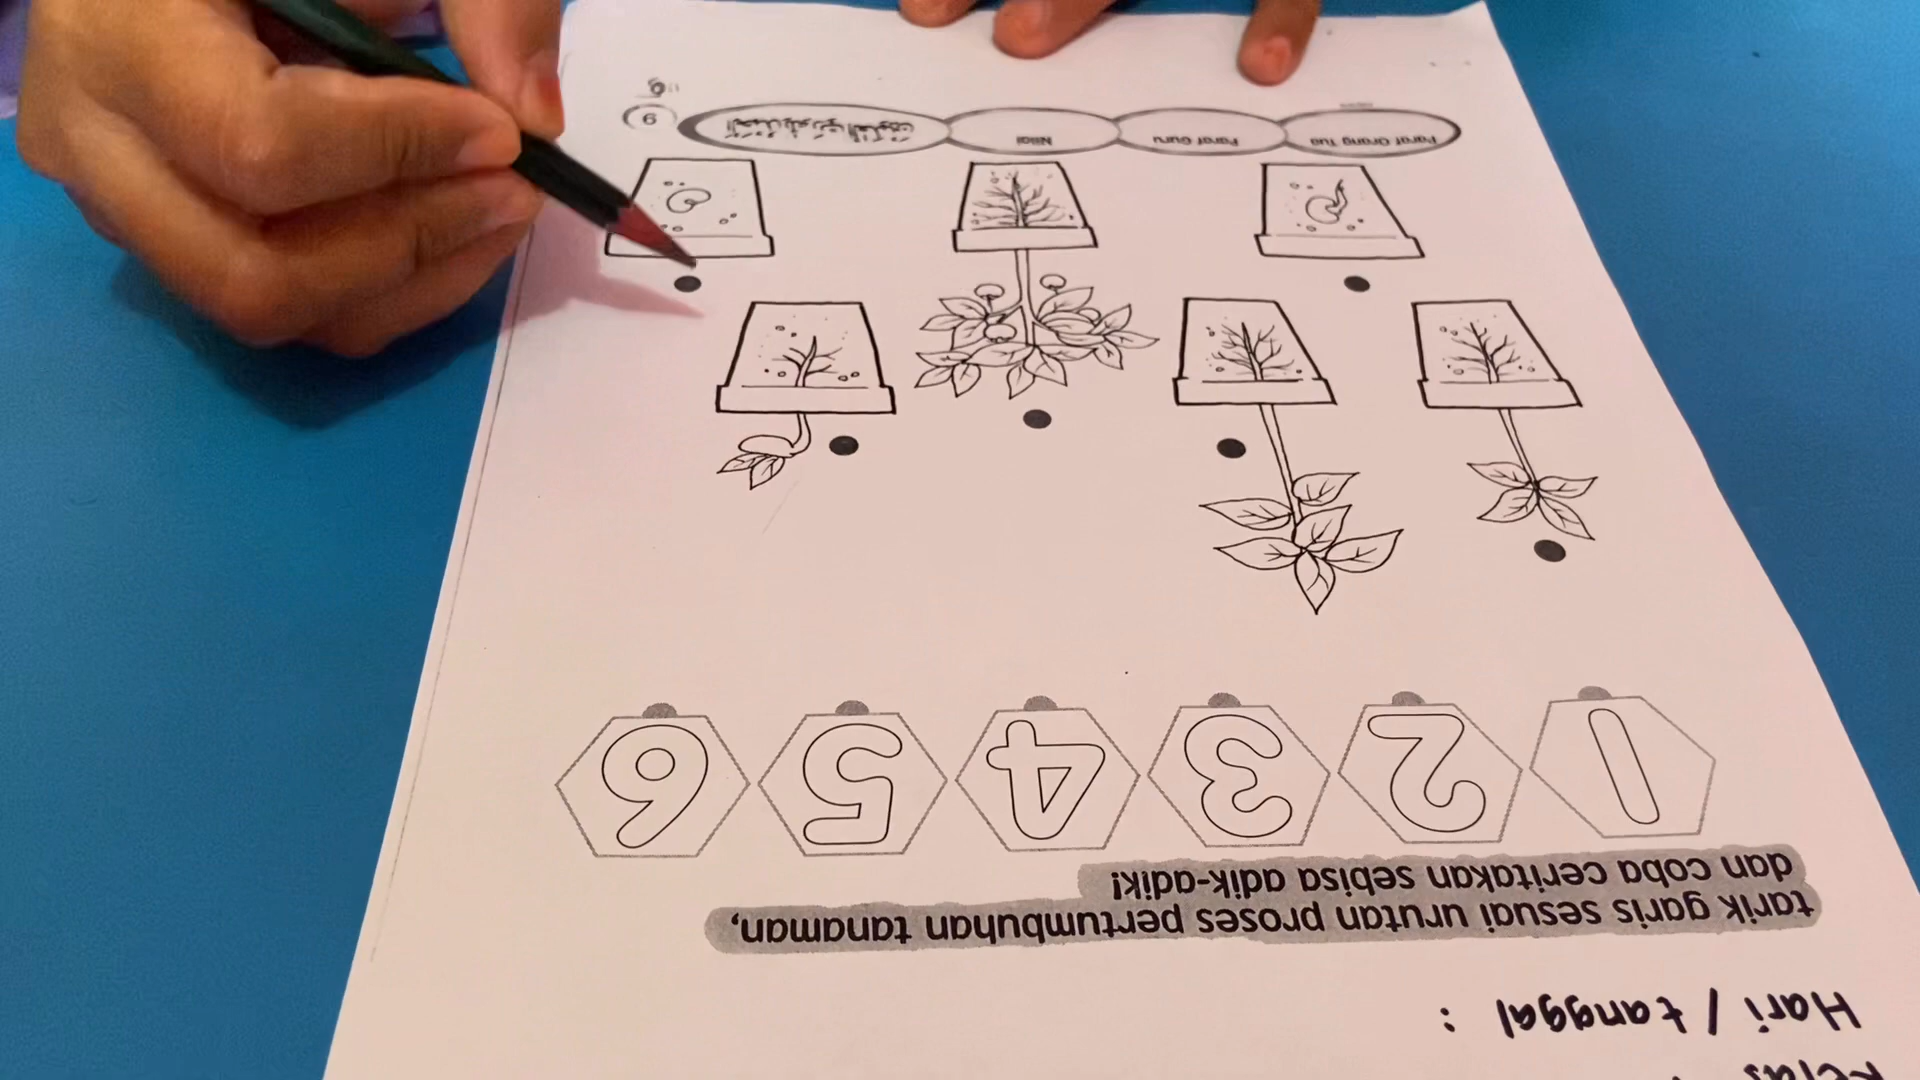 Hari / tanggal :
tarik garis sesuai urutan proses pertumbuhan tanaman,
dan coba ceritakan sebisa adik-adik!
1 2 3 4 5 6
Paraf Orang Tua Paraf Guru Nilai
9